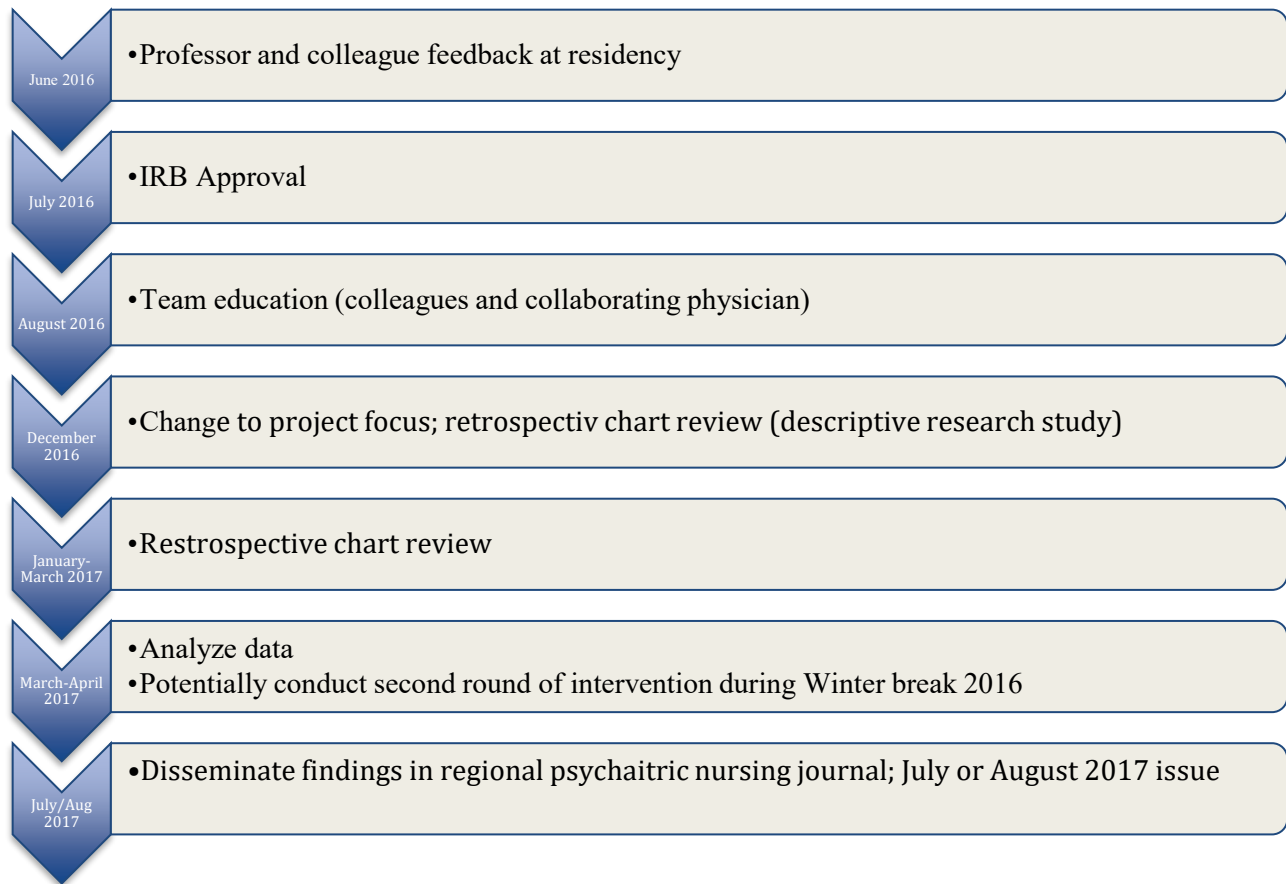 June 2016
•Professor and colleague feedback at residency
July 2016
•IRB Approval
August 2016
•Team education (colleagues and collaborating physician)
December
2016
•Change to project focus; retrospectiv chart review (descriptive research study)
January-
March 2017
•Restrospective chart review
March-April
2017
•Analyze data
•Potentially conduct second round of intervention during Winter break 2016
July/Aug
2017
•Disseminate findings in regional psychaitric nursing journal; July or August 2017 issue